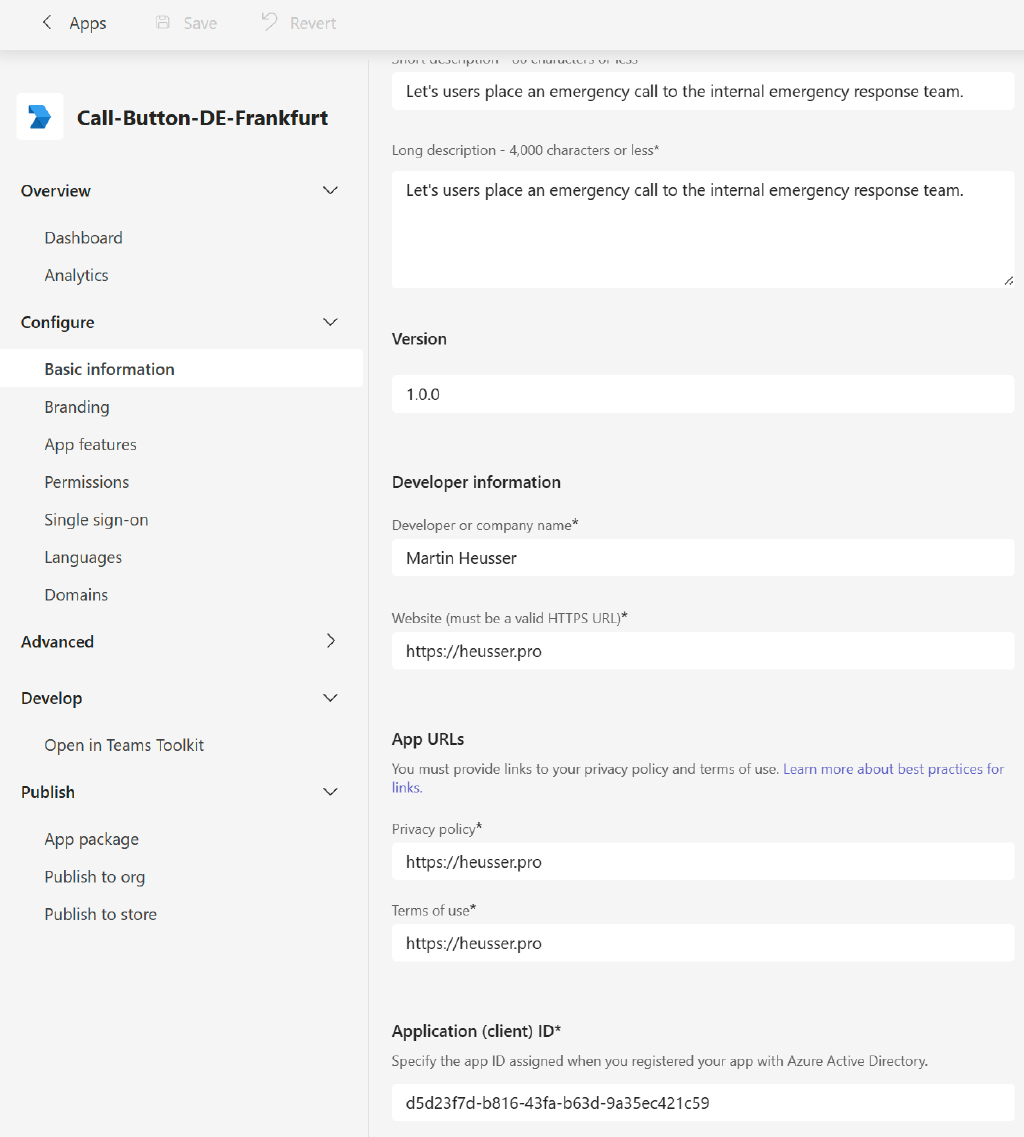 Apps
Save
Revert
Call-Button-DE-Frankfurt
Overview
Dashboard
Analytics
Configure
Basic information
Branding
App features
Permissions
Single sign-on
Languages
Domains
Advanced
Develop
Open in Teams Toolkit
Publish
App package
Publish to org
Publish to store
Short description - 80 characters or less*
Let's users place an emergency call to the internal emergency response team.
Long description - 4,000 characters or less*
Let's users place an emergency call to the internal emergency response team.
Version
1.0.0
Developer information
Developer or company name*
Martin Heusser
Website (must be a valid HTTPS URL)*
https://heusser.pro
App URLs
You must provide links to your privacy policy and terms of use. Learn more about best practices for
links.
Privacy policy*
https://heusser.pro
Terms of use*
https://heusser.pro
Application (client) ID*
Specify the app ID assigned when you registered your app with Azure Active Directory.
d5d23f7d-b816-43fa-b63d-9a35ec421c59